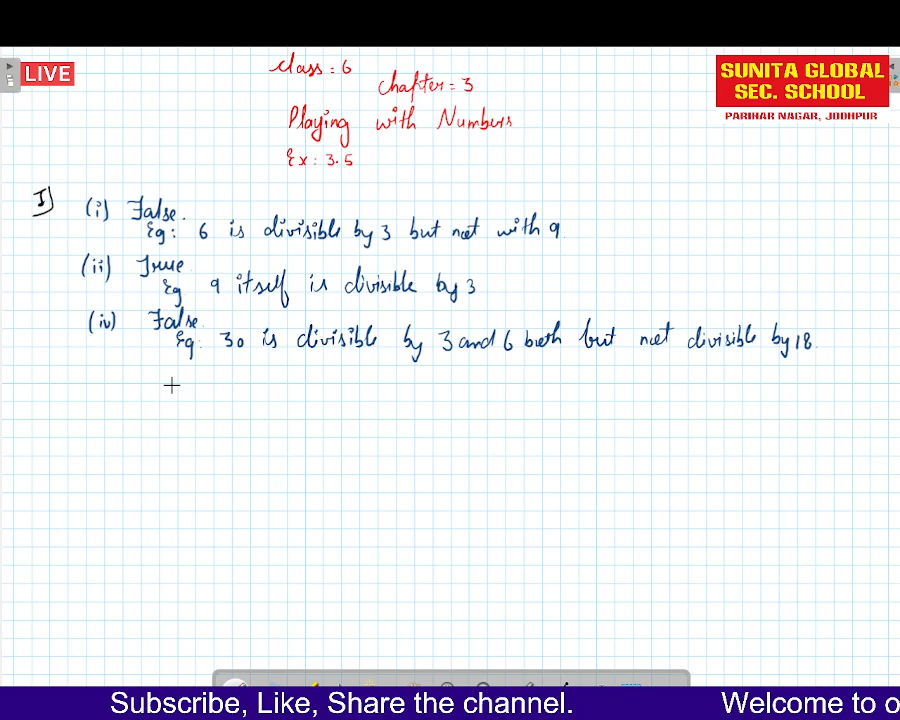 LIVE
Class : 6
Chapter = 3
Playing with Numbers
Ex : 3.5
SUNITA GLOBAL
SEC. SCHOOL
PARIHAR NAGAR, JODHPUR
I)
(i) False.
Eg: 6 is divisible by 3 but not with 9
(ii) True
Eg 9 itself is divisible by 3
(iv) False.
Eg: 30 is divisible by 3 and 6 both but not divisible by 18.
Subscribe, Like, Share the channel.
Welcome to o